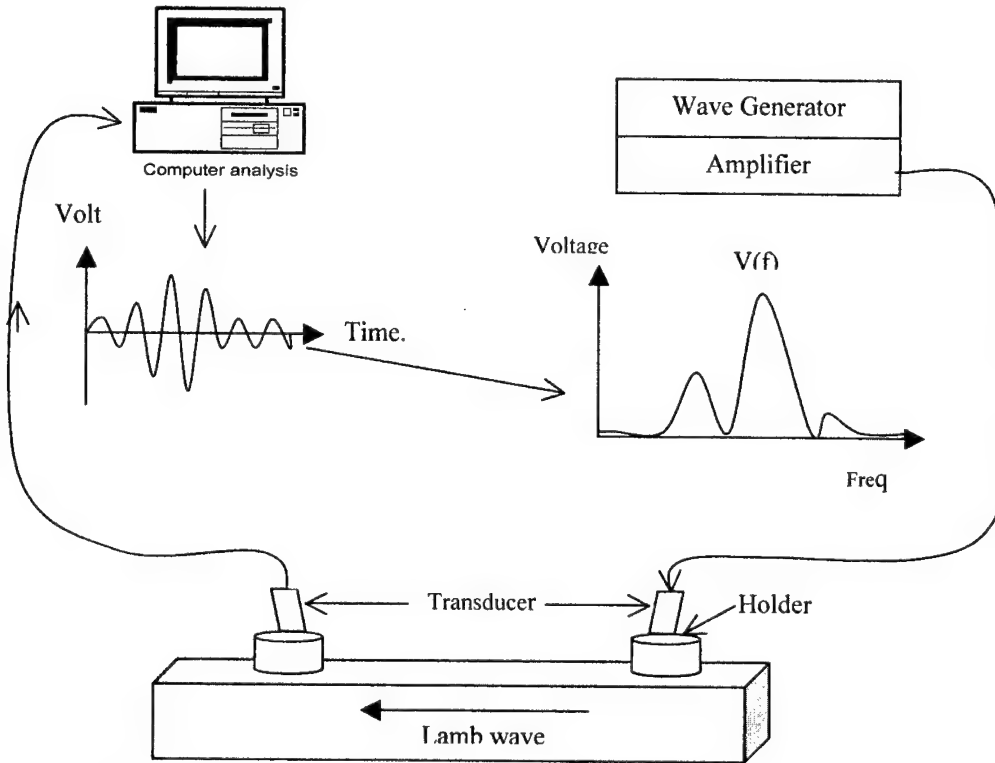 Wave Generator
Amplifier
Computer analysis
Volt
Time.
Voltage
V(f)
Freq
Transducer
Holder
Lamb wave